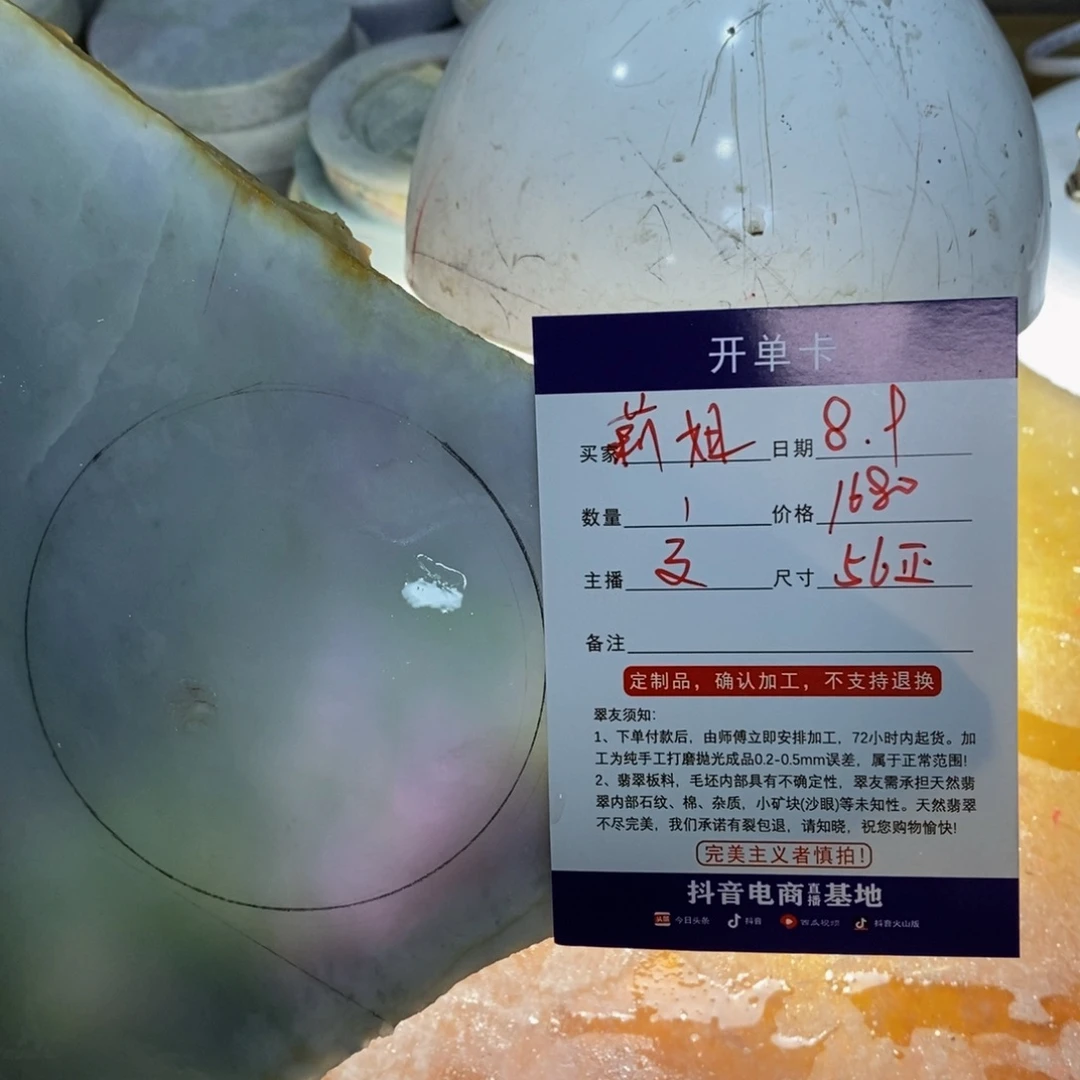 开单卡
买家 莉姐 日期 8.9
数量 1 价格 1680
主播 文 尺寸 56正
备注
定制品，确认加工，不支持退换
翠友须知:
1、下单付款后，由师傅立即安排加工，72小时内起货。加
工为纯手工打磨抛光成品0.2-0.5mm误差，属于正常范围!
2、翡翠板料，毛坯内部具有不确定性，翠友需承担天然翡
翠内部石纹、棉、杂质，小矿块(沙眼)等未知性。天然翡翠
不尽完美，我们承诺有裂包退，请知晓，祝您购物愉快!
完美主义者慎拍!
抖音电商直播基地
头条 今日头条 抖音 西瓜视频 抖音火山版